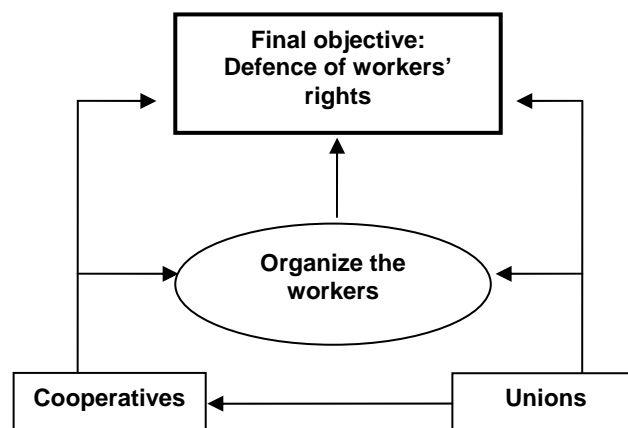 Final objective:
Defence of workers’
rights
Organize the
workers
Cooperatives
Unions